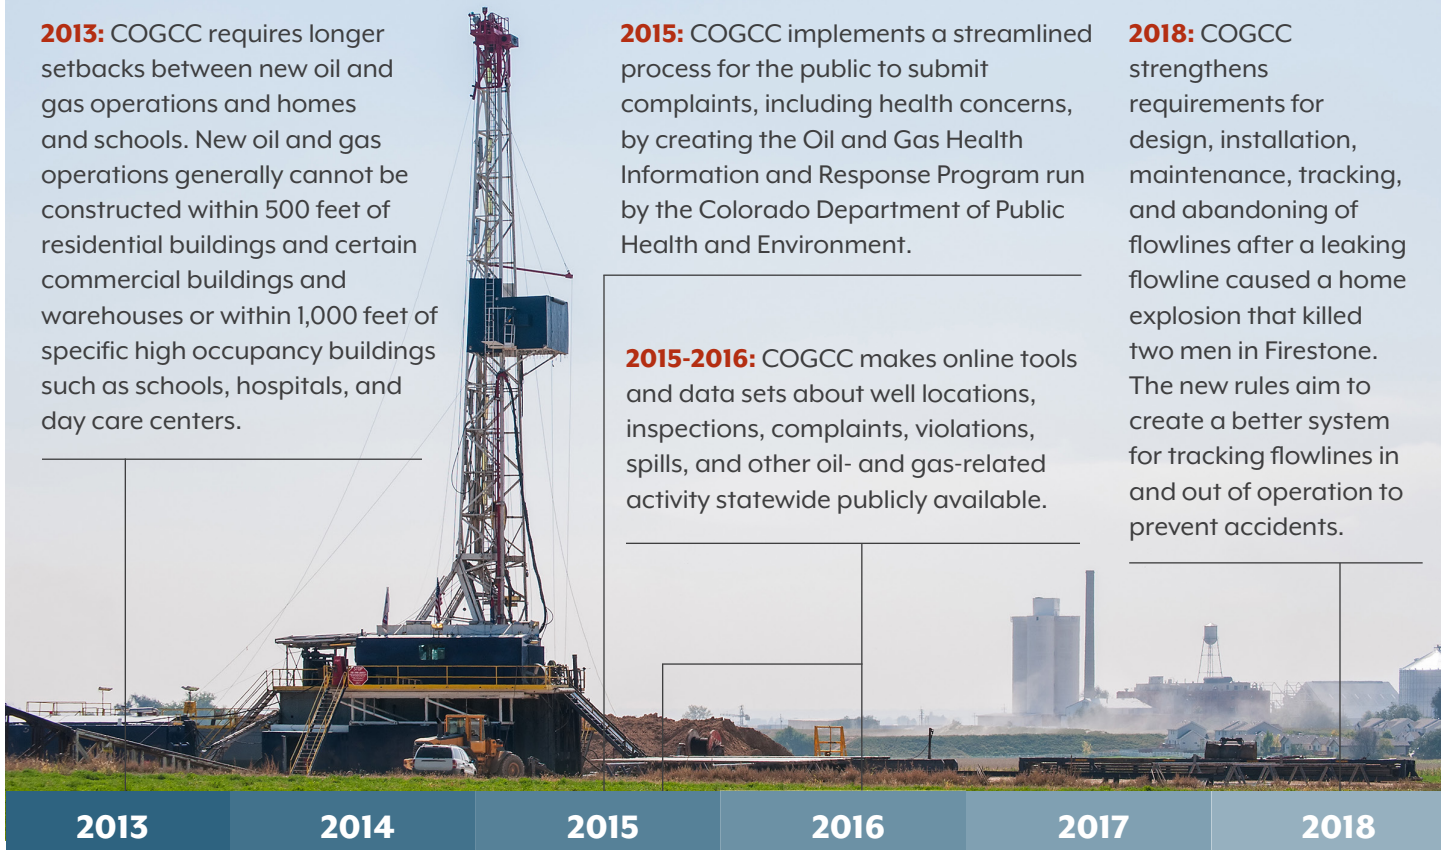 2013: COGCC requires longer
setbacks between new oil and
gas operations and homes
and schools. New oil and gas
operations generally cannot be
constructed within 500 feet of
residential buildings and certain
commercial buildings and
warehouses or within 1,000 feet of
specific high occupancy buildings
such as schools, hospitals, and
day care centers.
2015: COGCC implements a streamlined
process for the public to submit
complaints, including health concerns,
by creating the Oil and Gas Health
Information and Response Program run
by the Colorado Department of Public
Health and Environment.
2015-2016: COGCC makes online tools
and data sets about well locations,
inspections, complaints, violations,
spills, and other oil- and gas-related
activity statewide publicly available.
2018: COGCC
strengthens
requirements for
design, installation,
maintenance, tracking,
and abandoning of
flowlines after a leaking
flowline caused a home
explosion that killed
two men in Firestone.
The new rules aim to
create a better system
for tracking flowlines in
and out of operation to
prevent accidents.
2013
2014
2015
2016
2017
2018